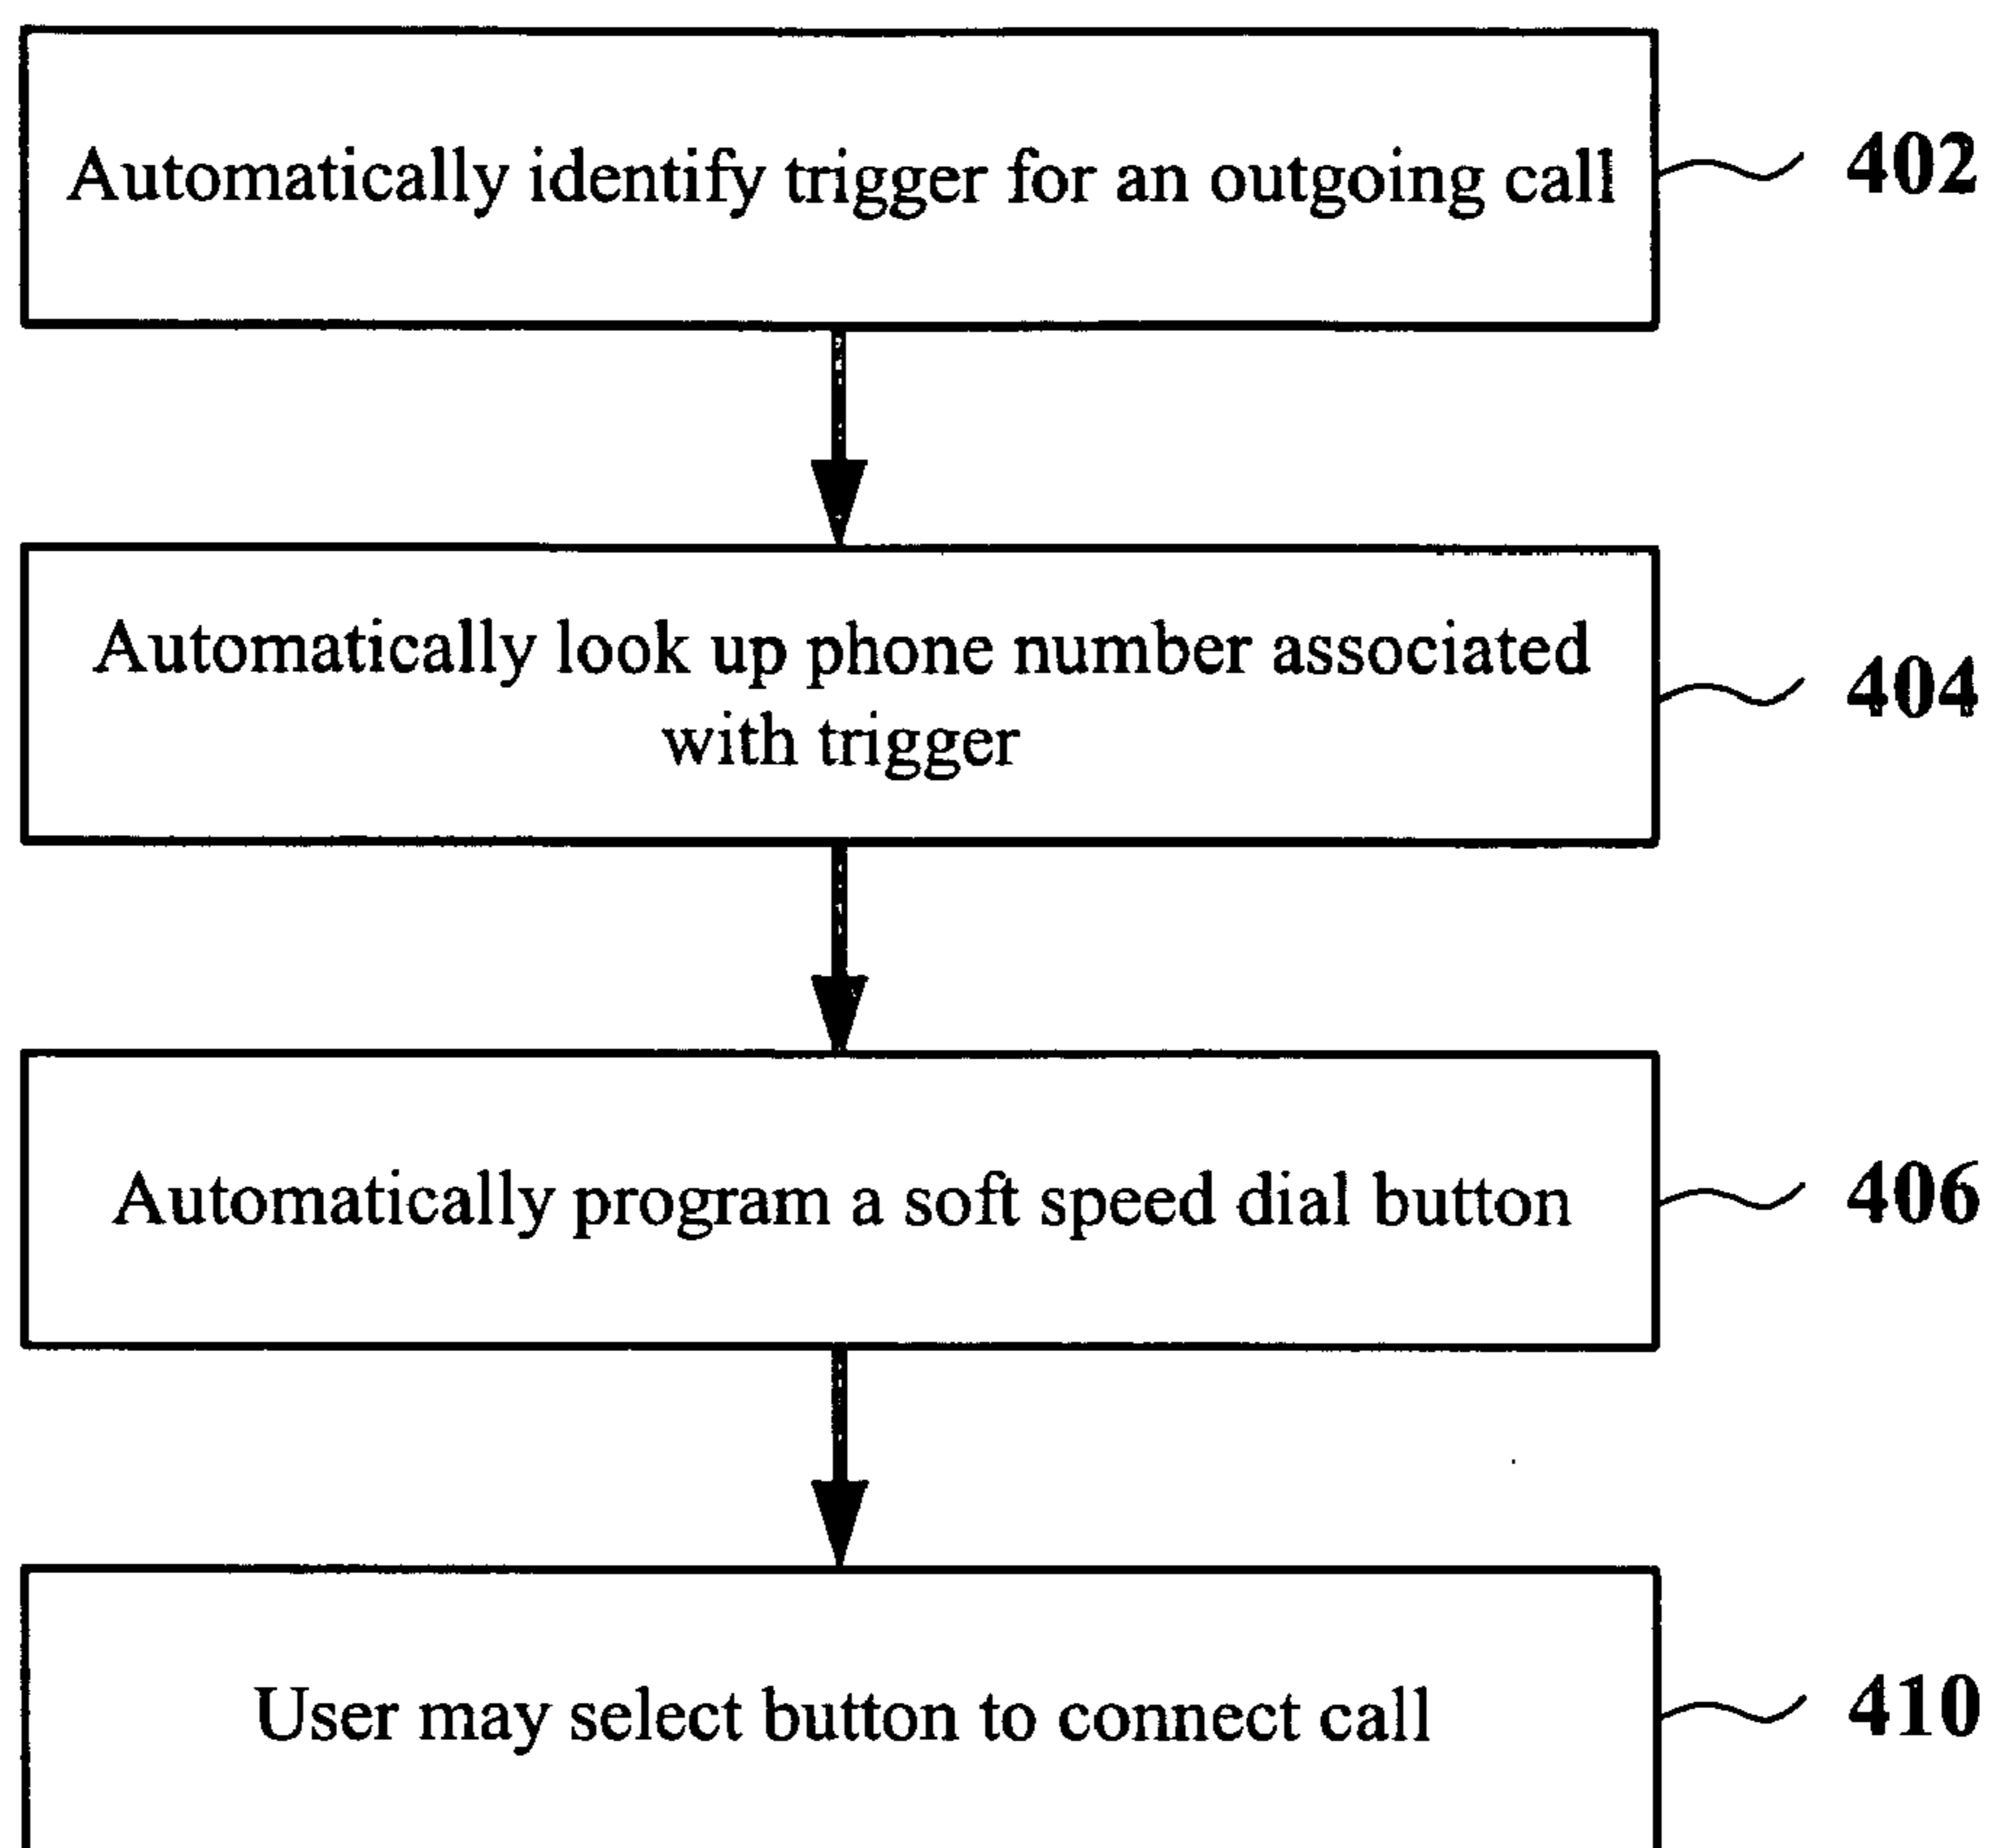 Automatically identify trigger for an outgoing call
402
Automatically look up phone number associated
with trigger
404
Automatically program a soft speed dial button
406
User may select button to connect call
410